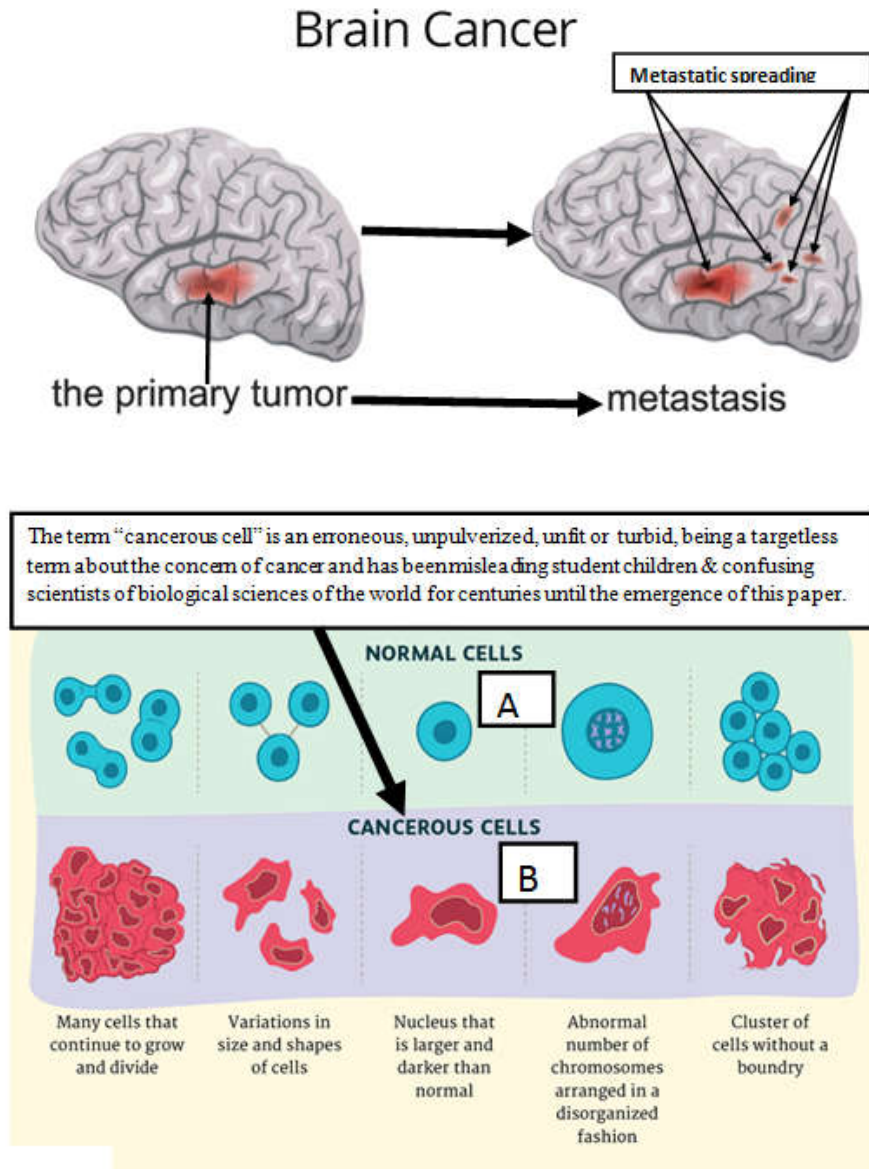 Brain Cancer
Metastatic spreading
the primary tumor
metastasis
The term “cancerous cell” is an erroneous, unpulverized, unfit or turbid, being a targetless
term about the concern of cancer and has beenmisleading student children & confusing
scientists of biological sciences of the world for centuries until the emergence of this paper.
NORMAL CELLS
A
CANCEROUS CELLS
B
Many cells that
continue to grow
and divide
Variations in
size and shapes
of cells
Nucleus that
is larger and
darker than
normal
Abnormal
number of
chromosomes
arranged in a
disorganized
fashion
Cluster of
cells without a
boundry